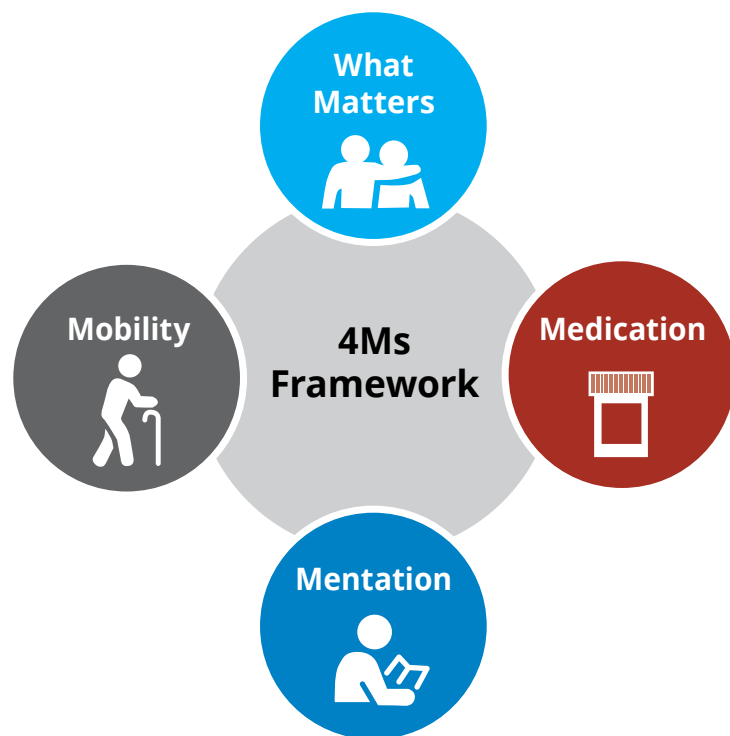 What
Matters
Mobility
4Ms
Framework
Medication
Mentation